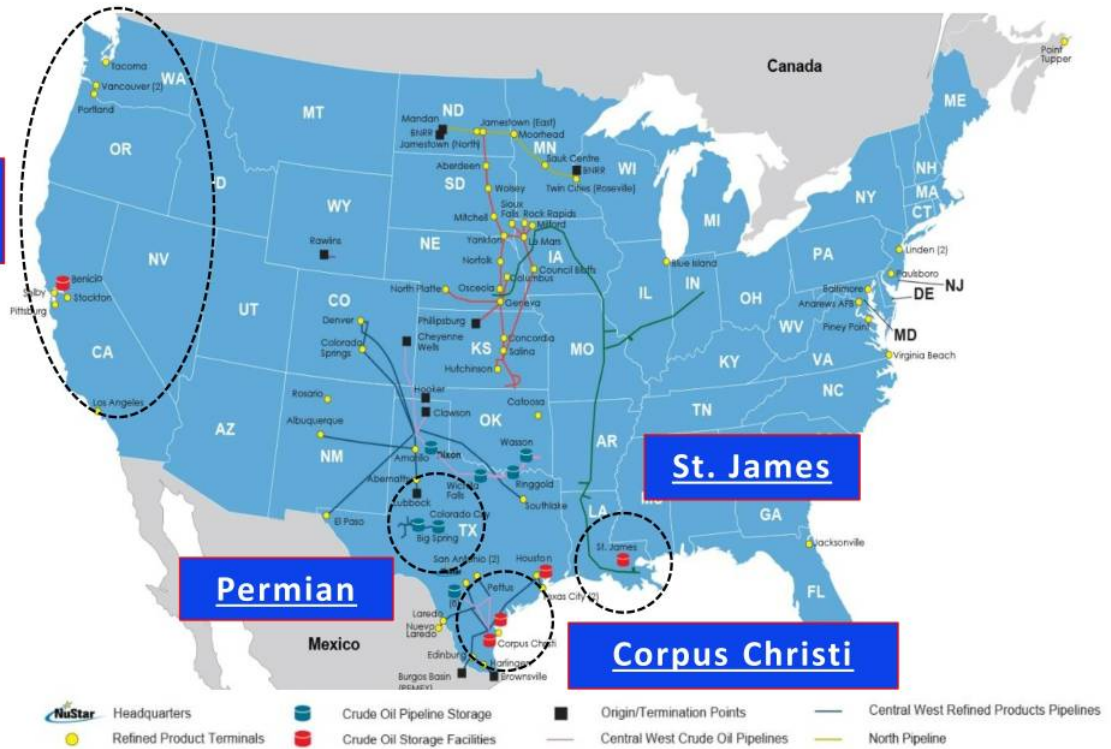 Canada
Point
Tupper
Tacoma
WA
Vancouver (2)
Portland
MT
ND
Mandan
BNRR
Jamestown (East)
Jamestown (North)
Moorhead
MN
ME
OR
Sauk Centre
BNRR
Twin Cities (Roseville)
WI
NH
MA
CT
NY
Aberdeen
SD
Wolsey
WY
Mitchell
Sioux
Falls
Rock Rapids
Milford
MI
Rawlins
NE
Yankton
Le Mars
IA
PA
Linden (2)
NV
Norfolk
Council Bluffs
Blue Island
Paulsboro
NJ
Benicia
Selby
Stockton
Pittsburg
Columbus
North Platte
Osceola
Geneva
IL
IN
OH
Baltimore
DE
Andrews AFB
UT
CO
Denver
Phillipsburg
WV
Piney Point
MD
Colorado
Springs
Cheyenne
Wells
KS
Concordia
Salina
MO
KY
VA
Virginia Beach
CA
Hutchinson
NC
Hooker
Los Angeles
Rosario
Clawson
OK
Catoosa
TN
AZ
Albuquerque
NM
Amarillo
Dixon
Wasson
AR
St. James
Abernathy
Lubbock
Wichita
Falls
Ringgold
Southlake
LA
GA
Colorado City
TX
Big Spring
El Paso
St. James
Jacksonville
San Antonio (2)
Houston
Permian
Pettus
Texas City (2)
FL
Laredo
Nuevo
Laredo
Mexico
Corpus Christi
Corpus Christi
Edinburg
Harlingen
Burgos Basin
(PEMEX)
Brownsville
NuStar
Headquarters
Crude Oil Pipeline Storage
Origin/Termination Points
Central West Refined Products Pipelines
Refined Product Terminals
Crude Oil Storage Facilities
Central West Crude Oil Pipelines
North Pipeline